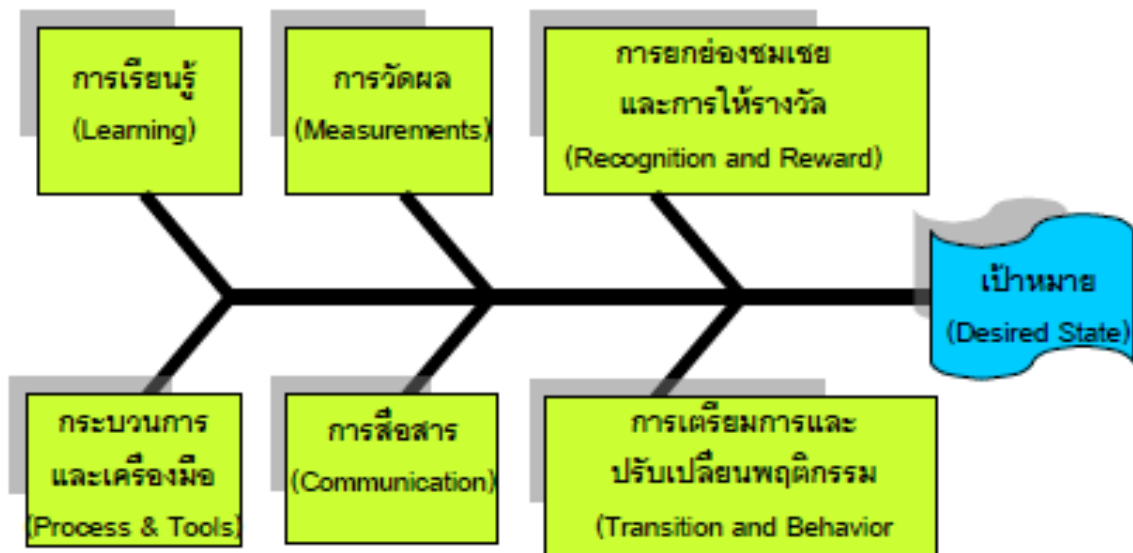 การเรียนรู้
(Learning)
การวัดผล
(Measurements)
การยกย่องชมเชย
และการให้รางวัล
(Recognition and Reward)
เป้าหมาย
(Desired State)
กระบวนการ
และเครื่องมือ
(Process & Tools)
การสื่อสาร
(Communication)
การเตรียมการและ
ปรับเปลี่ยนพฤติกรรม
(Transition and Behavior